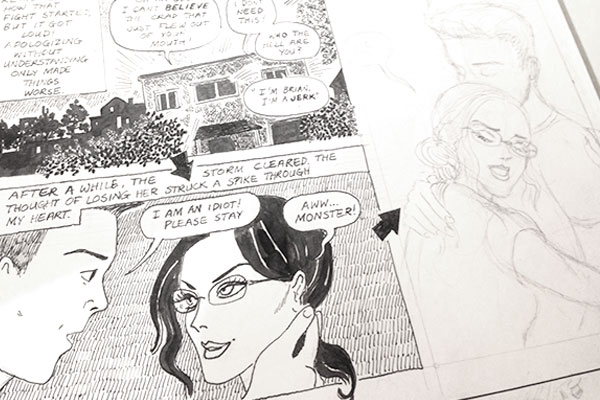 HOW THAT
FIGHT STARTED,
BUT IT GOT
LOUD!
APOLOGIZING
WITHOUT
UNDERSTANDING
ONLY MADE
THINGS
WORSE
I CAN'T BELIEVE
THE CRAP THAT
JUST FLEW OUT
OF YOUR
MOUTH!
NEED
THIS!
WHO THE
HELL ARE
YOU?
"I'M BRIAN,
I'M A JERK"
AFTER A WHILE, THE
THOUGHT OF LOSING HER STRUCK A SPIKE THROUGH
MY HEART.
STORM CLEARED. THE
I AM AN IDIOT!
PLEASE STAY
AWW...
MONSTER!